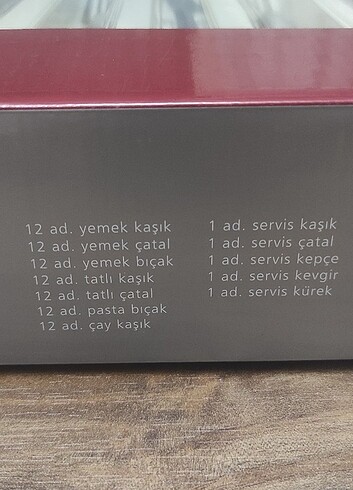 12 ad. yemek kaşık
12 ad. yemek çatal
12 ad. yemek bıçak
12 ad. tatlı kaşık
12 ad. tatlı çatal
12 ad. pasta bıçak
12 ad. çay kaşık
1 ad. servis kaşık
1 ad. servis çatal
1 ad. servis kepçe
1 ad. servis kevgir
1 ad. servis kürek